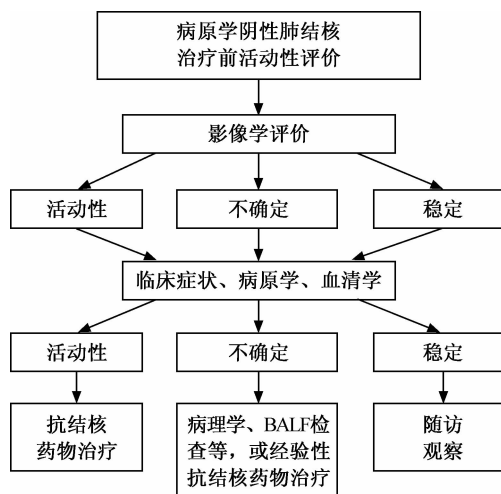 病原学阴性肺结核
治疗前活动性评价
影像学评价
活动性
不确定
稳定
临床症状、病原学、血清学
活动性
不确定
稳定
抗结核
药物治疗
病理学、BALF检
查等，或经验性
抗结核药物治疗
随访
观察